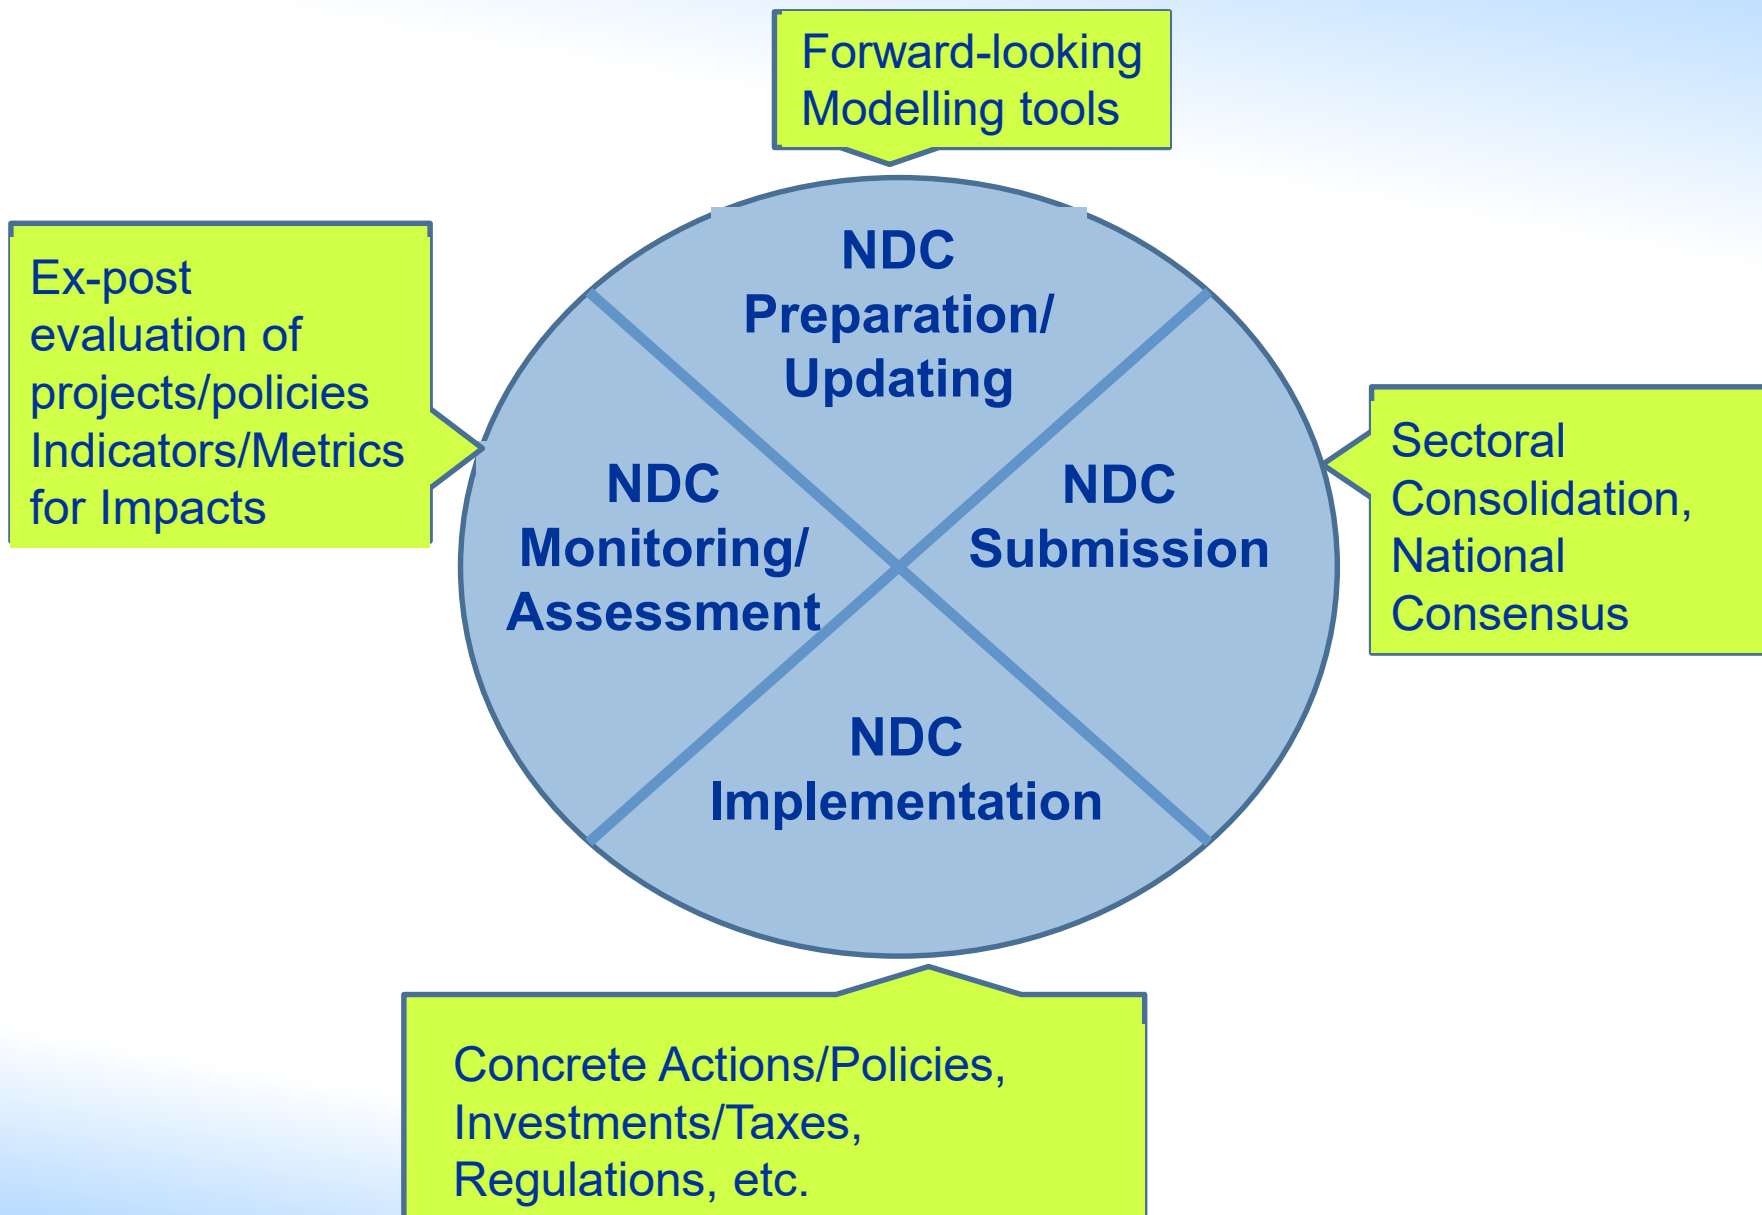 Forward-looking
Modelling tools
NDC
Preparation/
Updating
Ex-post
evaluation of
projects/policies
Indicators/Metrics
for Impacts
NDC
Monitoring/
Assessment
NDC
Submission
Sectoral
Consolidation,
National
Consensus
NDC
Implementation
Concrete Actions/Policies,
Investments/Taxes,
Regulations, etc.